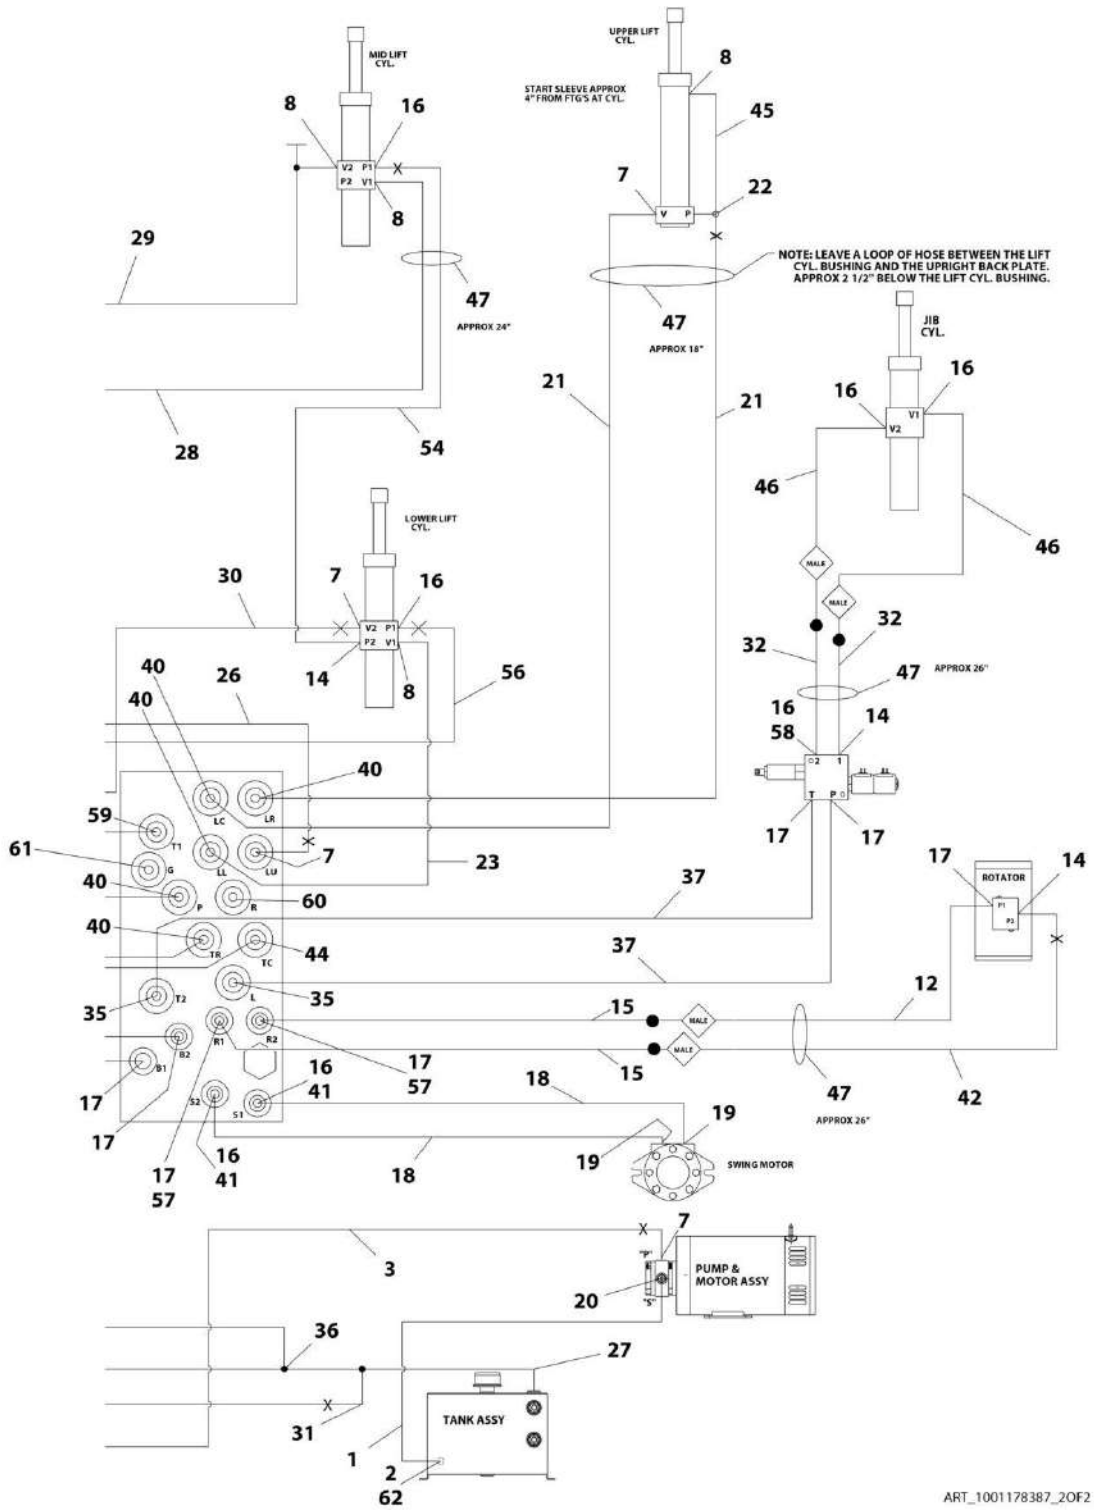 MID LIFT
CYL.
8
16
V2 P1
P2 V1
8
29
47
APPROX 24"
28
54
UPPER LIFT
CYL.
8
START SLEEVE APPROX
4" FROM FTG'S AT CYL.
45
7
22
V P
NOTE: LEAVE A LOOP OF HOSE BETWEEN THE LIFT
CYL. BUSHING AND THE UPRIGHT BACK PLATE.
APPROX 2 1/2" BELOW THE LIFT CYL. BUSHING.
47
APPROX 18"
21
21
JIB
CYL.
16
16
V1
V2
46
46
MALE
MALE
32
32
47
APPROX 26"
16
58
14
2 1
T P
17
17
LOWER LIFT
CYL.
30
7
16
V2 P1
P2 V1
14
8
56
40
26
40
40
LC
LR
59
T1
61
G
LL
LU
7
23
40
P
R
60
37
40
TR
TC
44
37
35
T2
L
35
17
14
ROTATOR
P1
P2
12
15
MALE
R1
R2
B2
B1
15
MALE
47
APPROX 26"
42
17
17
16
41
17
57
S2
S1
18
19
17
57
16
41
18
19
SWING MOTOR
3
7
"P"
20
"S"
PUMP &
MOTOR ASSY
36
27
31
TANK ASSY
1
2
62
X
X
ART_1001178387_2OF2